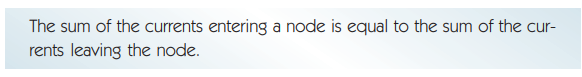 The sum of the currents entering a node is equal to the sum of the cur-
rents leaving the node.